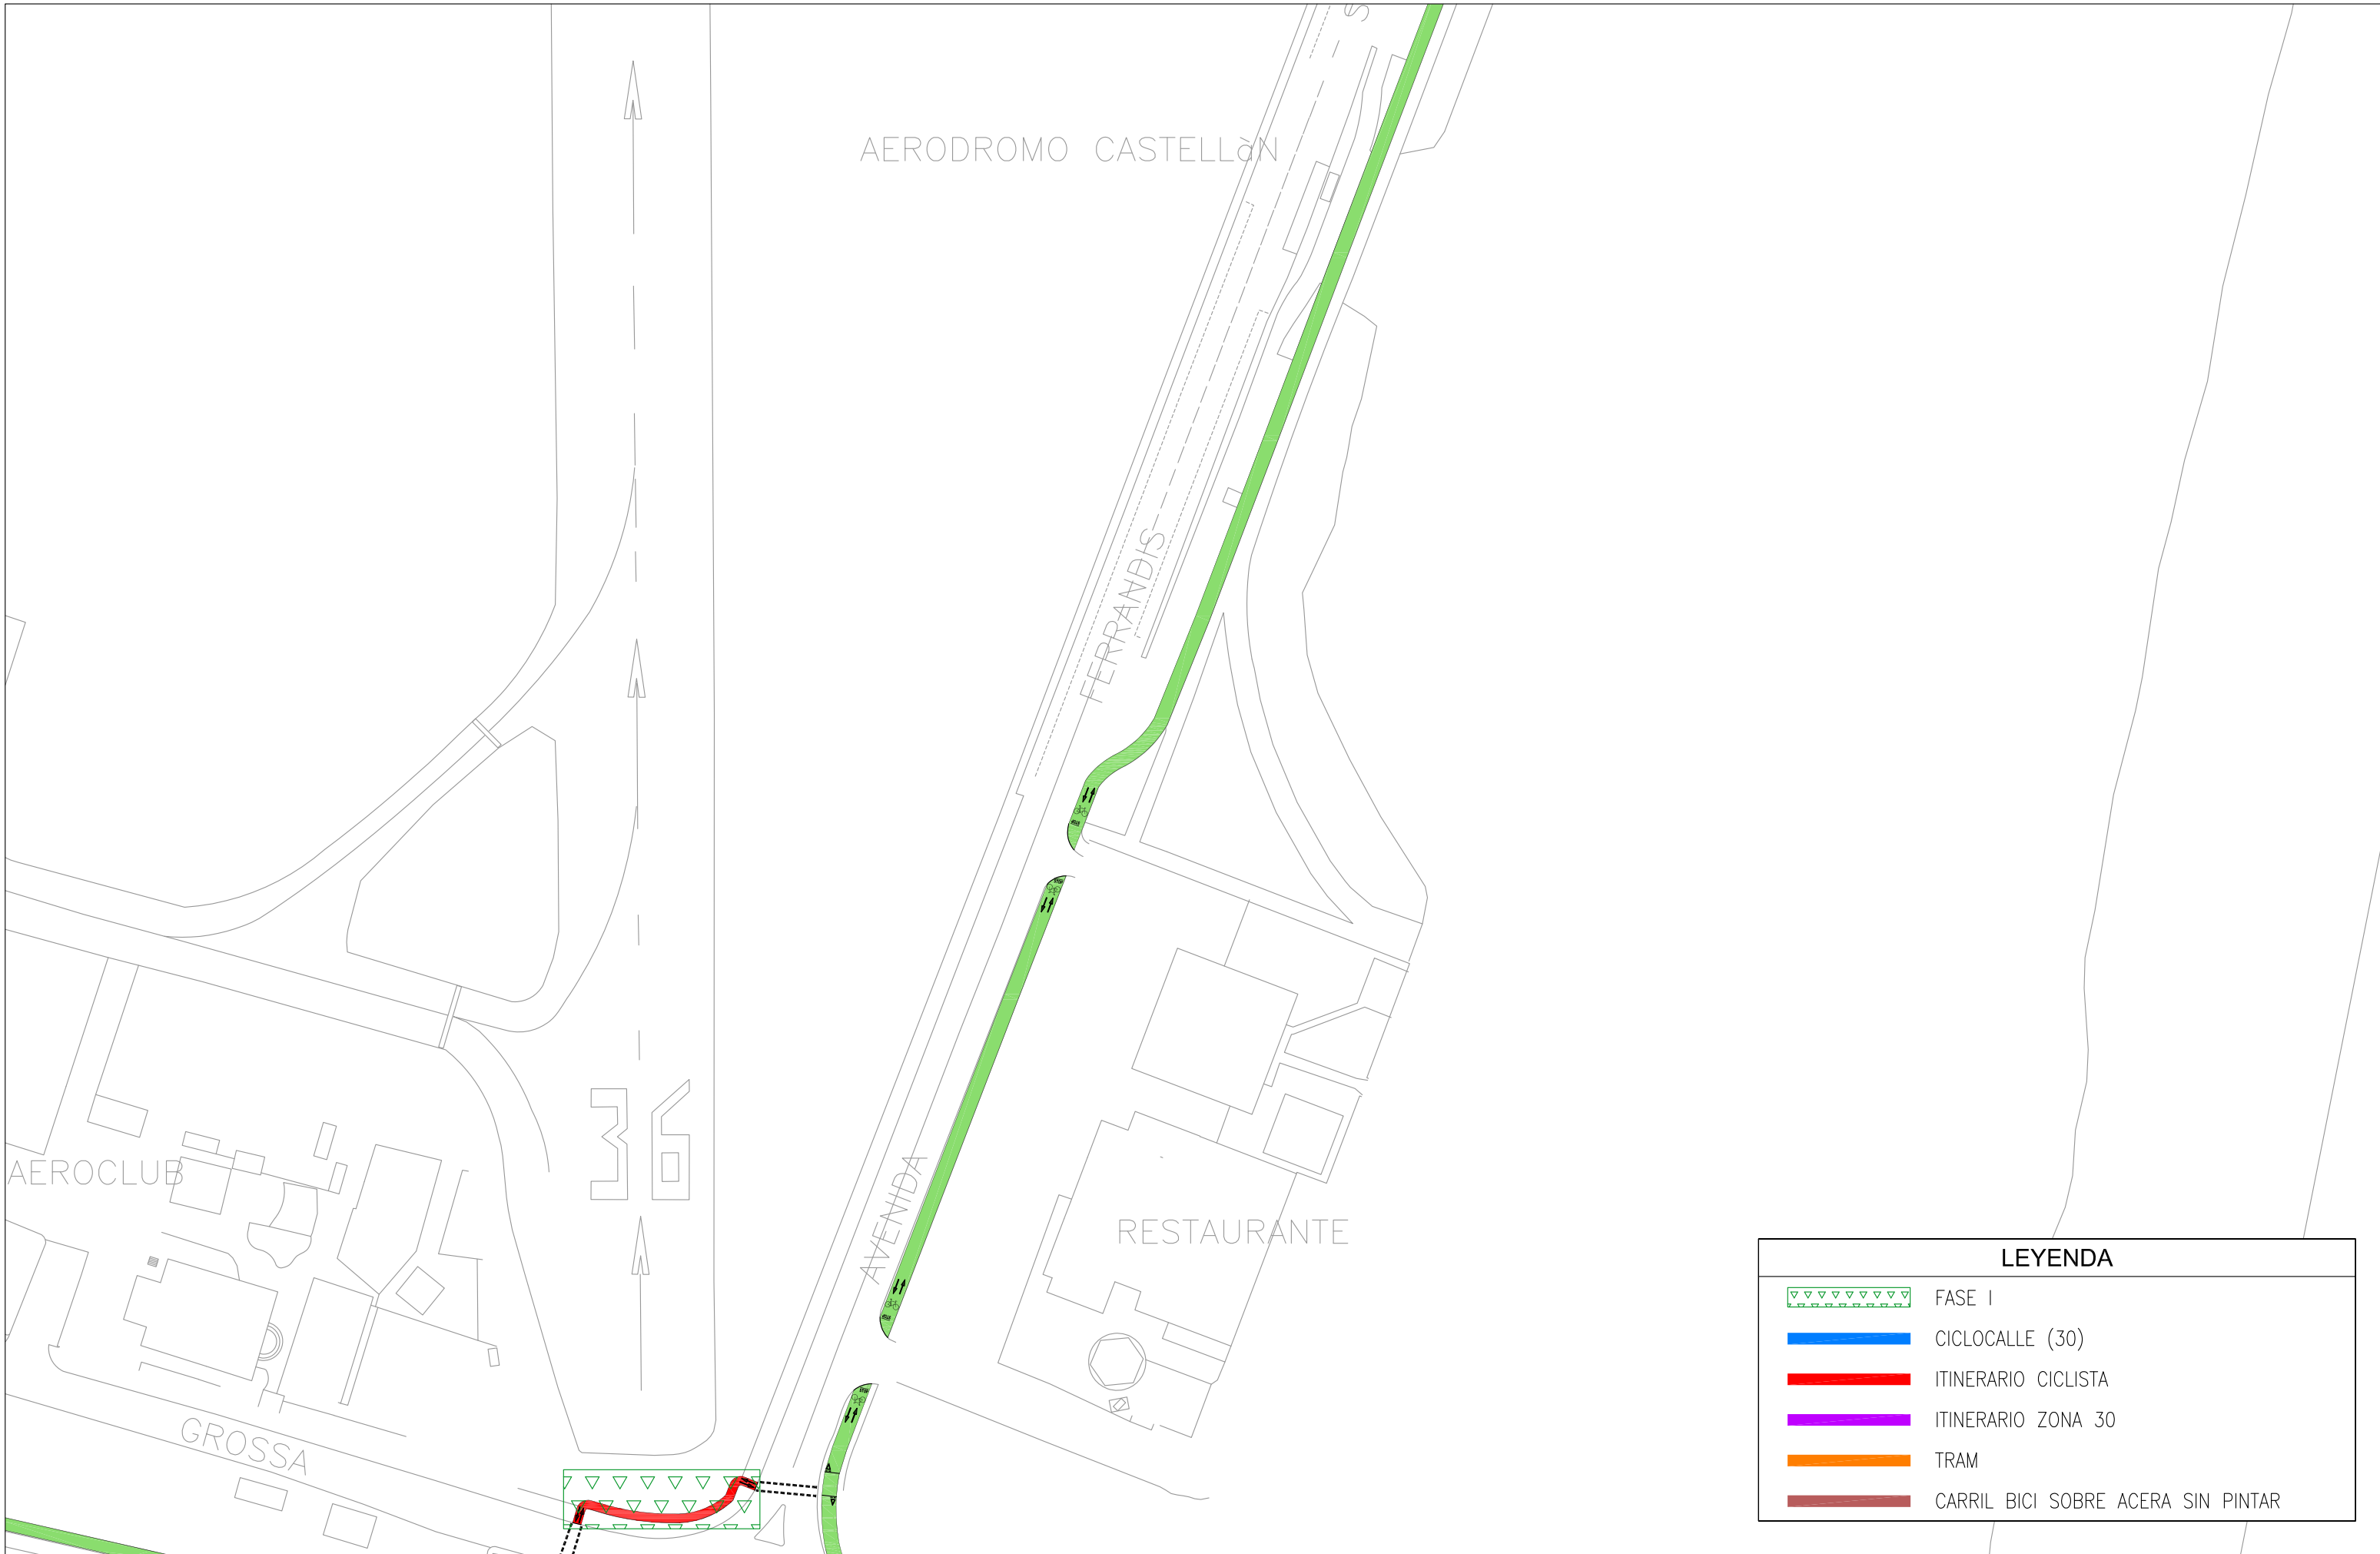 S
AERODROMO CASTELLàN
FERRANDIS
36
AEROCLUB
AVENIDA
RESTAURANTE
GROSSA
LEYENDA
FASE I
CICLOCALLE (30)
ITINERARIO CICLISTA
ITINERARIO ZONA 30
TRAM
CARRIL BICI SOBRE ACERA SIN PINTAR